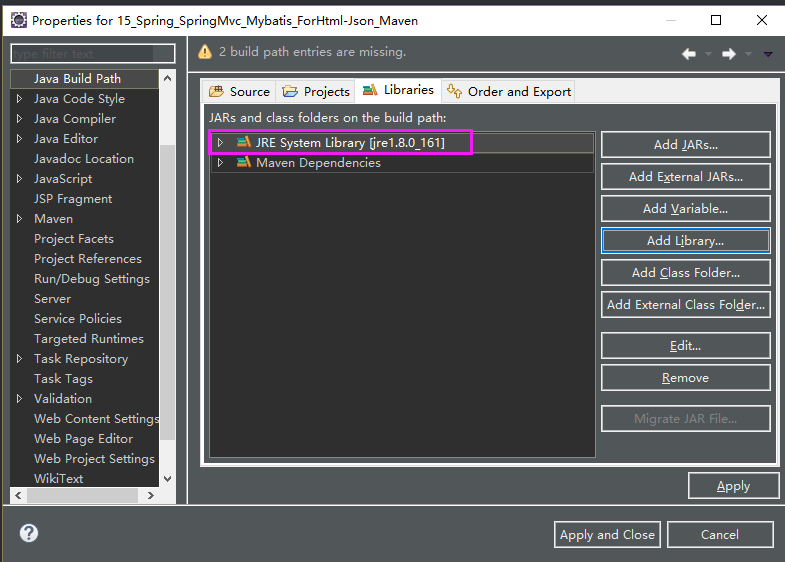 Properties for 15_Spring_SpringMvc_Mybatis_ForHtml-Json_Maven
type filter text
2 build path entries are missing.
Java Build Path
Java Code Style
Java Compiler
Java Editor
Javadoc Location
JavaScript
JSP Fragment
Maven
Project Facets
Project References
Run/Debug Settings
Server
Service Policies
Targeted Runtimes
Task Repository
Task Tags
Validation
Web Content Settings
Web Page Editor
Web Project Settings
WikiText
Source Projects Libraries Order and Export
JARs and class folders on the build path:
JRE System Library [jre1.8.0_161]
Maven Dependencies
Add JARs...
Add External JARs...
Add Variable...
Add Library...
Add Class Folder...
Add External Class Folder...
Edit...
Remove
Migrate JAR File...
Apply
?
Apply and Close
Cancel